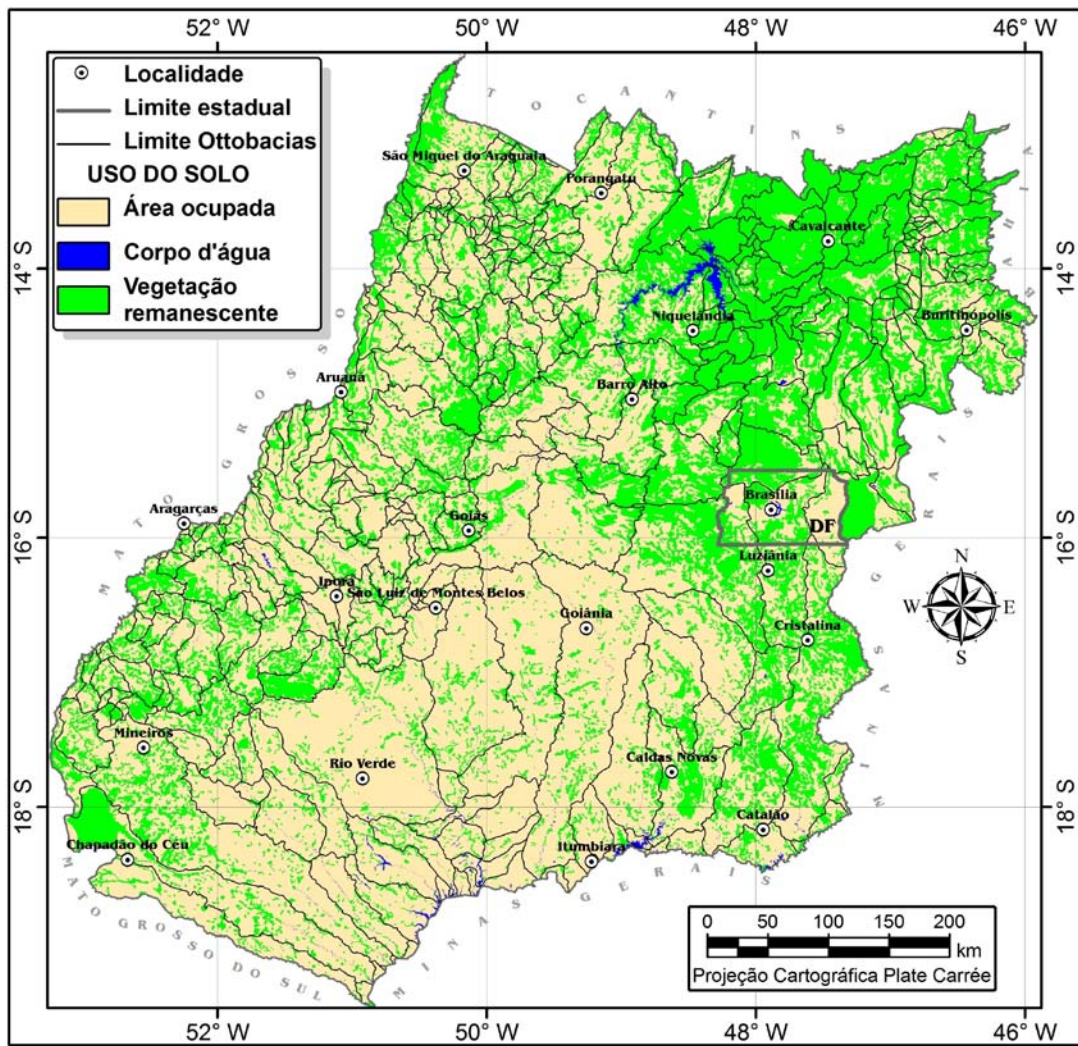 52° W 50° W 48° W 46° W
Localidade
Limite estadual
Limite Ottobacias
USO DO SOLO
Área ocupada
Corpo d'água
Vegetação
remanescente
TOCANTINS
BAHIA
São Miguel do Araguaia
Porangatu
Cavalcante
14° S 14° S
Niquelândia
Buritinópolis
MATO GROSSO
Aruanã
Barro Alto
Brasília
DF
Aragarças
Goiás
16° S 16° S
Luziânia
Iporá
São Luiz de Montes Belos
Goiânia
Cristalina
N
W E
S
MINAS GERAIS
Mineiros
Rio Verde
Caldas Novas
18° S 18° S
Catalão
Chapadão do Céu
Itumbiara
MATO GROSSO DO SUL
MINAS GERAIS
0 50 100 150 200
km
Projeção Cartográfica Plate Carrée
52° W 50° W 48° W 46° W